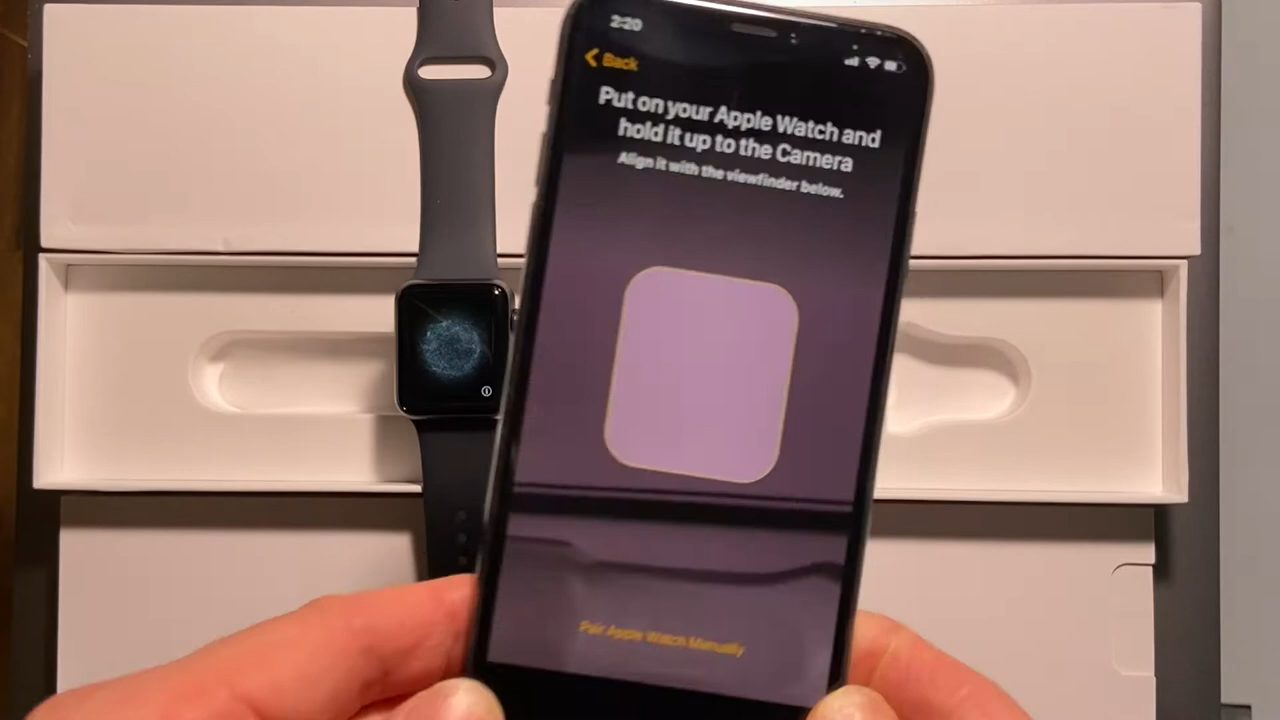 2:20
Back
Put on your Apple Watch and
hold it up to the Camera
Align it with the viewfinder below.
Pair Apple Watch Manually